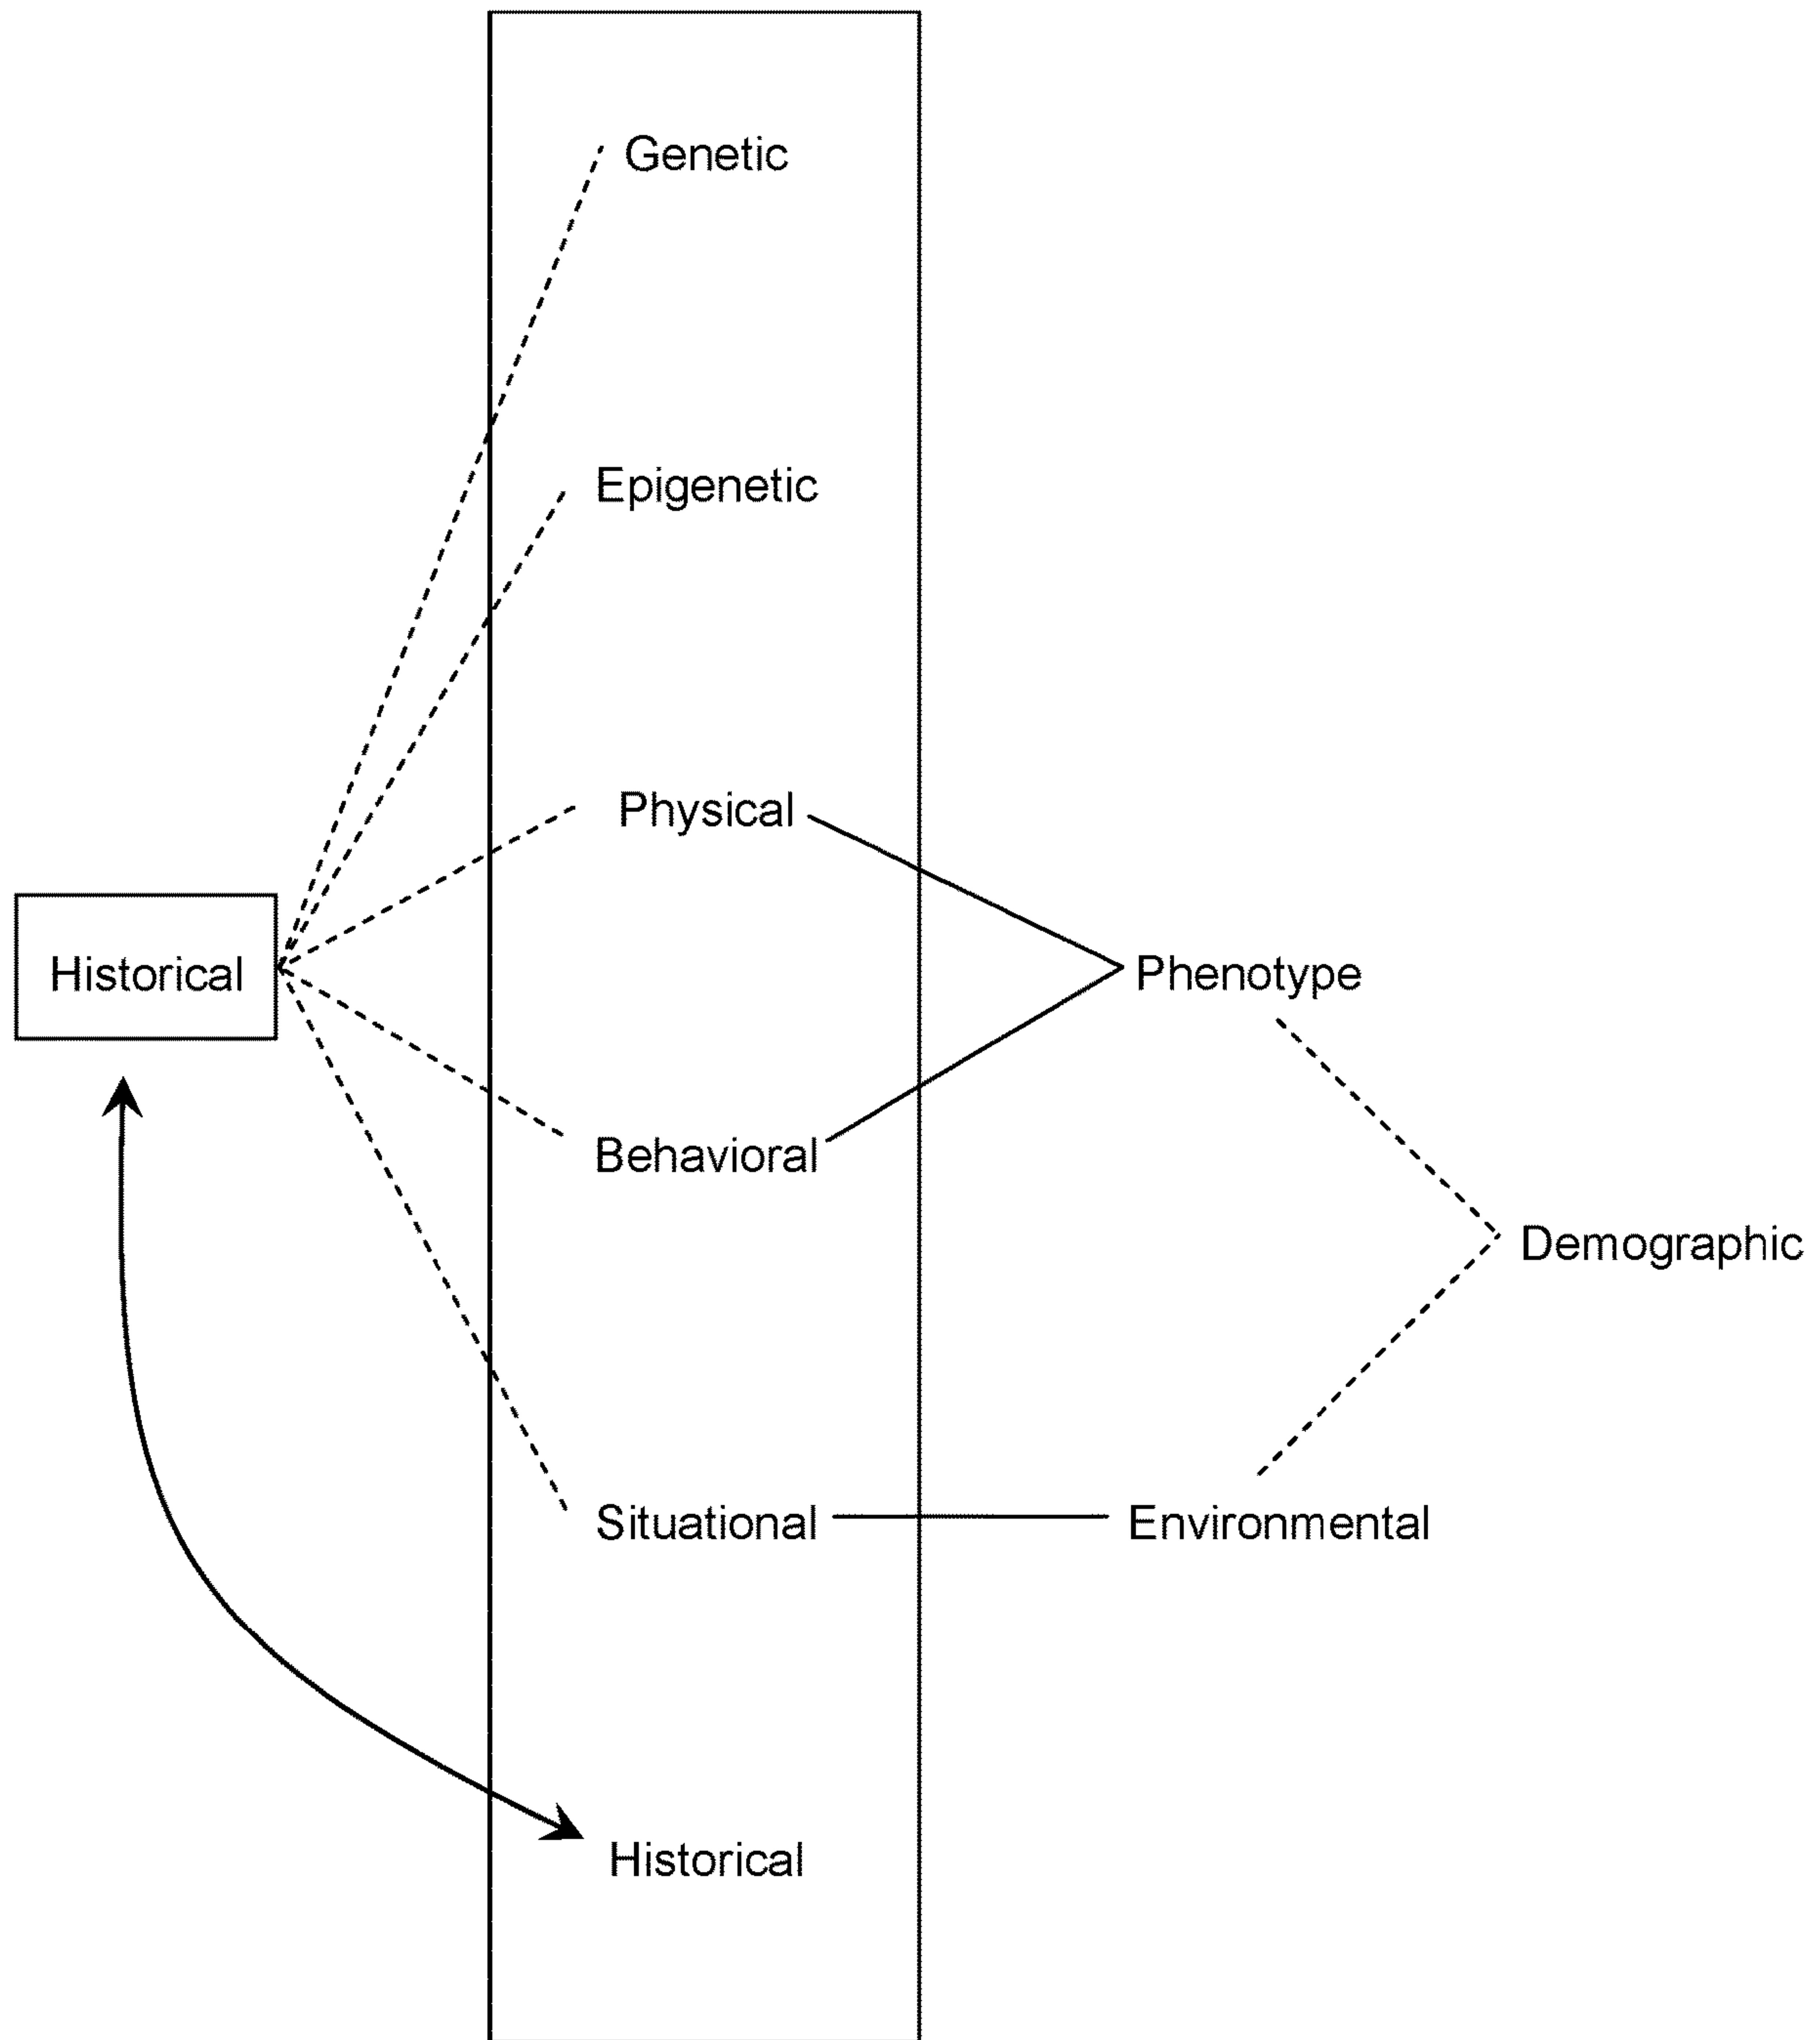 Genetic
Epigenetic
Physical
Historical
Phenotype
Behavioral
Demographic
Situational
Environmental
Historical